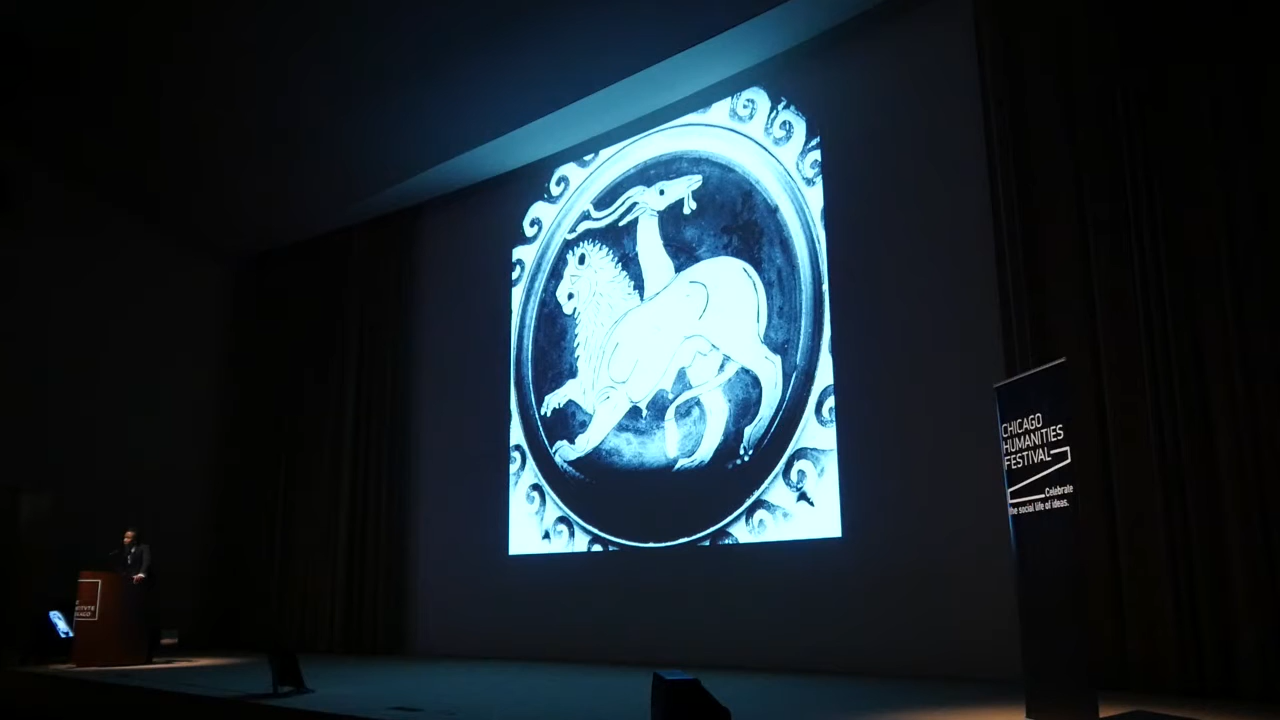 CHICAGO
HUMANITIES
FESTIVAL
Celebrate
the social life of ideas.